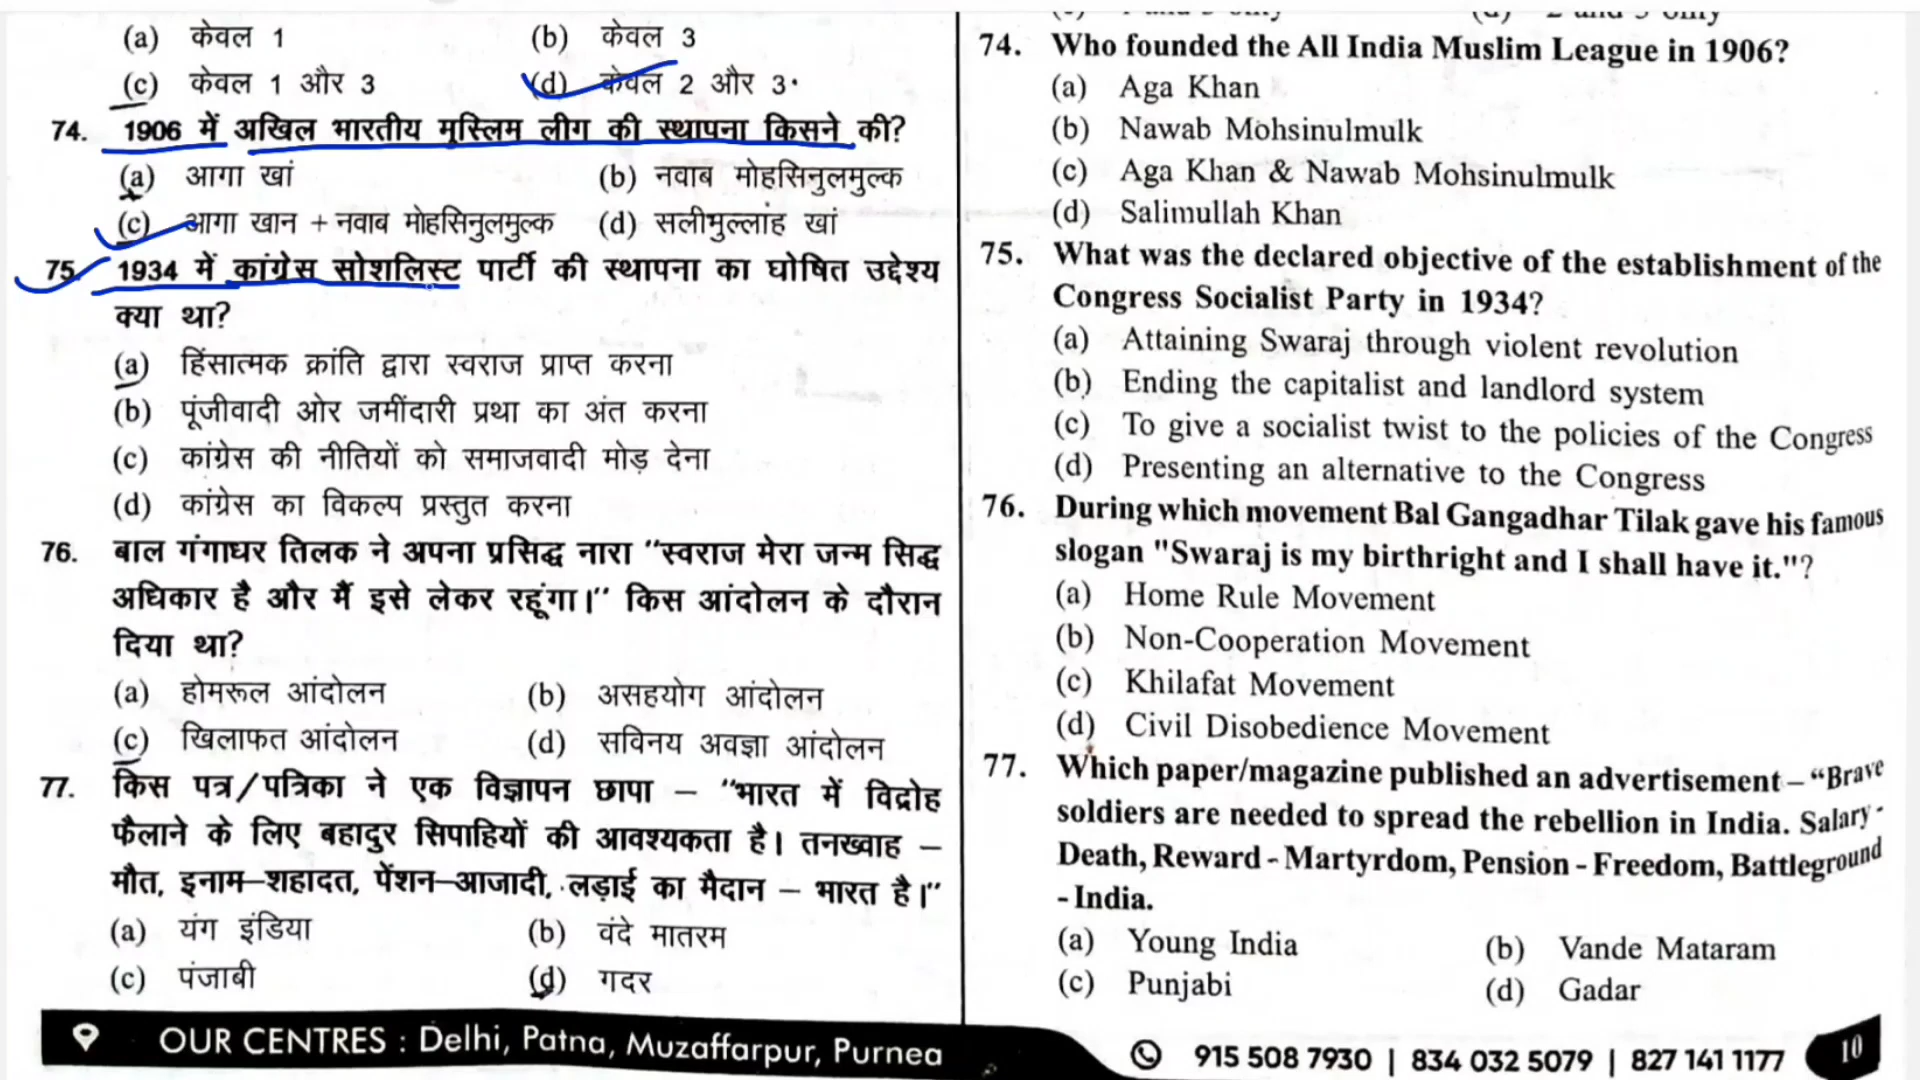 (a) केवल 1 (b) केवल 3
(c) केवल 1 और 3 (d) केवल 2 और 3
74. 1906 में अखिल भारतीय मुस्लिम लीग की स्थापना किसने की?
(a) आगा खां (b) नवाब मोहसिनुलमुल्क
(c) आगा खान + नवाब मोहसिनुलमुल्क (d) सलीमुल्लांह खां
75. 1934 में कांग्रेस सोशलिस्ट पार्टी की स्थापना का घोषित उद्देश्य
क्या था?
(a) हिंसात्मक क्रांति द्वारा स्वराज प्राप्त करना
(b) पूंजीवादी ओर जमींदारी प्रथा का अंत करना
(c) कांग्रेस की नीतियों को समाजवादी मोड़ देना
(d) कांग्रेस का विकल्प प्रस्तुत करना
76. बाल गंगाधर तिलक ने अपना प्रसिद्ध नारा "स्वराज मेरा जन्म सिद्ध
अधिकार है और मैं इसे लेकर रहूंगा।" किस आंदोलन के दौरान
दिया था?
(a) होमरूल आंदोलन (b) असहयोग आंदोलन
(c) खिलाफत आंदोलन (d) सविनय अवज्ञा आंदोलन
77. किस पत्र/पत्रिका ने एक विज्ञापन छापा – "भारत में विद्रोह
फैलाने के लिए बहादुर सिपाहियों की आवश्यकता है। तनख्वाह –
मौत, इनाम–शहादत, पेंशन–आजादी, लड़ाई का मैदान – भारत है।"
(a) यंग इंडिया (b) वंदे मातरम
(c) पंजाबी (d) गदर
74. Who founded the All India Muslim League in 1906?
(a) Aga Khan
(b) Nawab Mohsinulmulk
(c) Aga Khan & Nawab Mohsinulmulk
(d) Salimullah Khan
75. What was the declared objective of the establishment of the
Congress Socialist Party in 1934?
(a) Attaining Swaraj through violent revolution
(b) Ending the capitalist and landlord system
(c) To give a socialist twist to the policies of the Congress
(d) Presenting an alternative to the Congress
76. During which movement Bal Gangadhar Tilak gave his famous
slogan "Swaraj is my birthright and I shall have it."?
(a) Home Rule Movement
(b) Non-Cooperation Movement
(c) Khilafat Movement
(d) Civil Disobedience Movement
77. Which paper/magazine published an advertisement – "Brave
soldiers are needed to spread the rebellion in India. Salary -
Death, Reward - Martyrdom, Pension - Freedom, Battleground
- India.
(a) Young India (b) Vande Mataram
(c) Punjabi (d) Gadar
OUR CENTRES : Delhi, Patna, Muzaffarpur, Purnea
915 508 7930 | 834 032 5079 | 827 141 1177
10